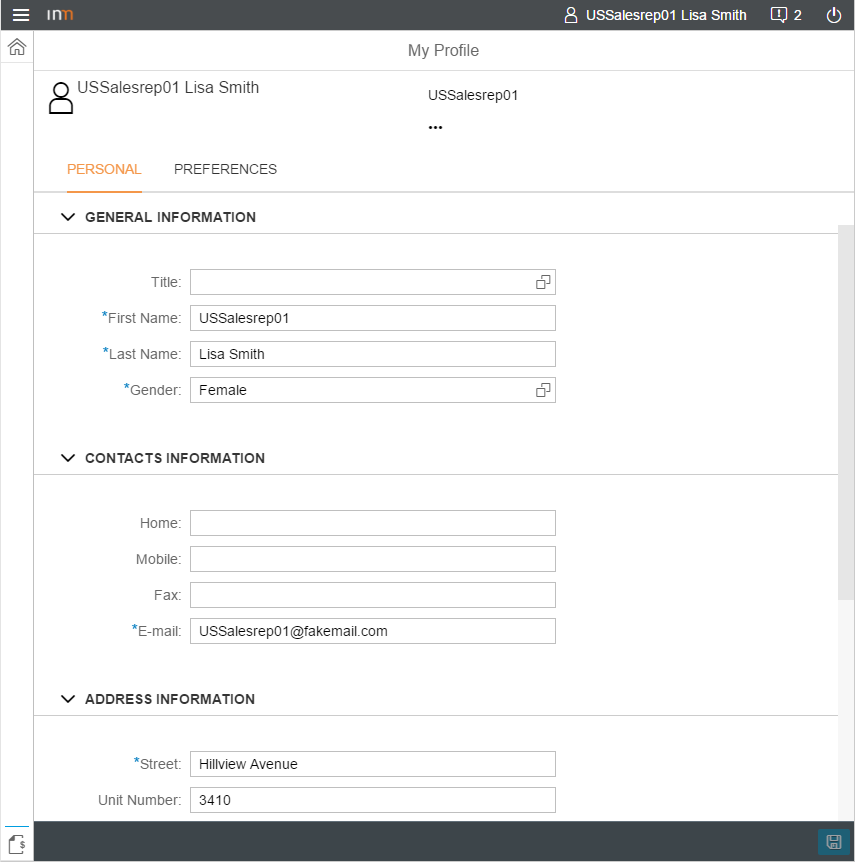 inm
USSalesrep01 Lisa Smith
2
My Profile
USSalesrep01 Lisa Smith
USSalesrep01
...
PERSONAL PREFERENCES
GENERAL INFORMATION
Title:
*First Name: USSalesrep01
*Last Name: Lisa Smith
*Gender: Female
CONTACTS INFORMATION
Home:
Mobile:
Fax:
*E-mail: USSalesrep01@fakemail.com
ADDRESS INFORMATION
*Street: Hillview Avenue
Unit Number: 3410